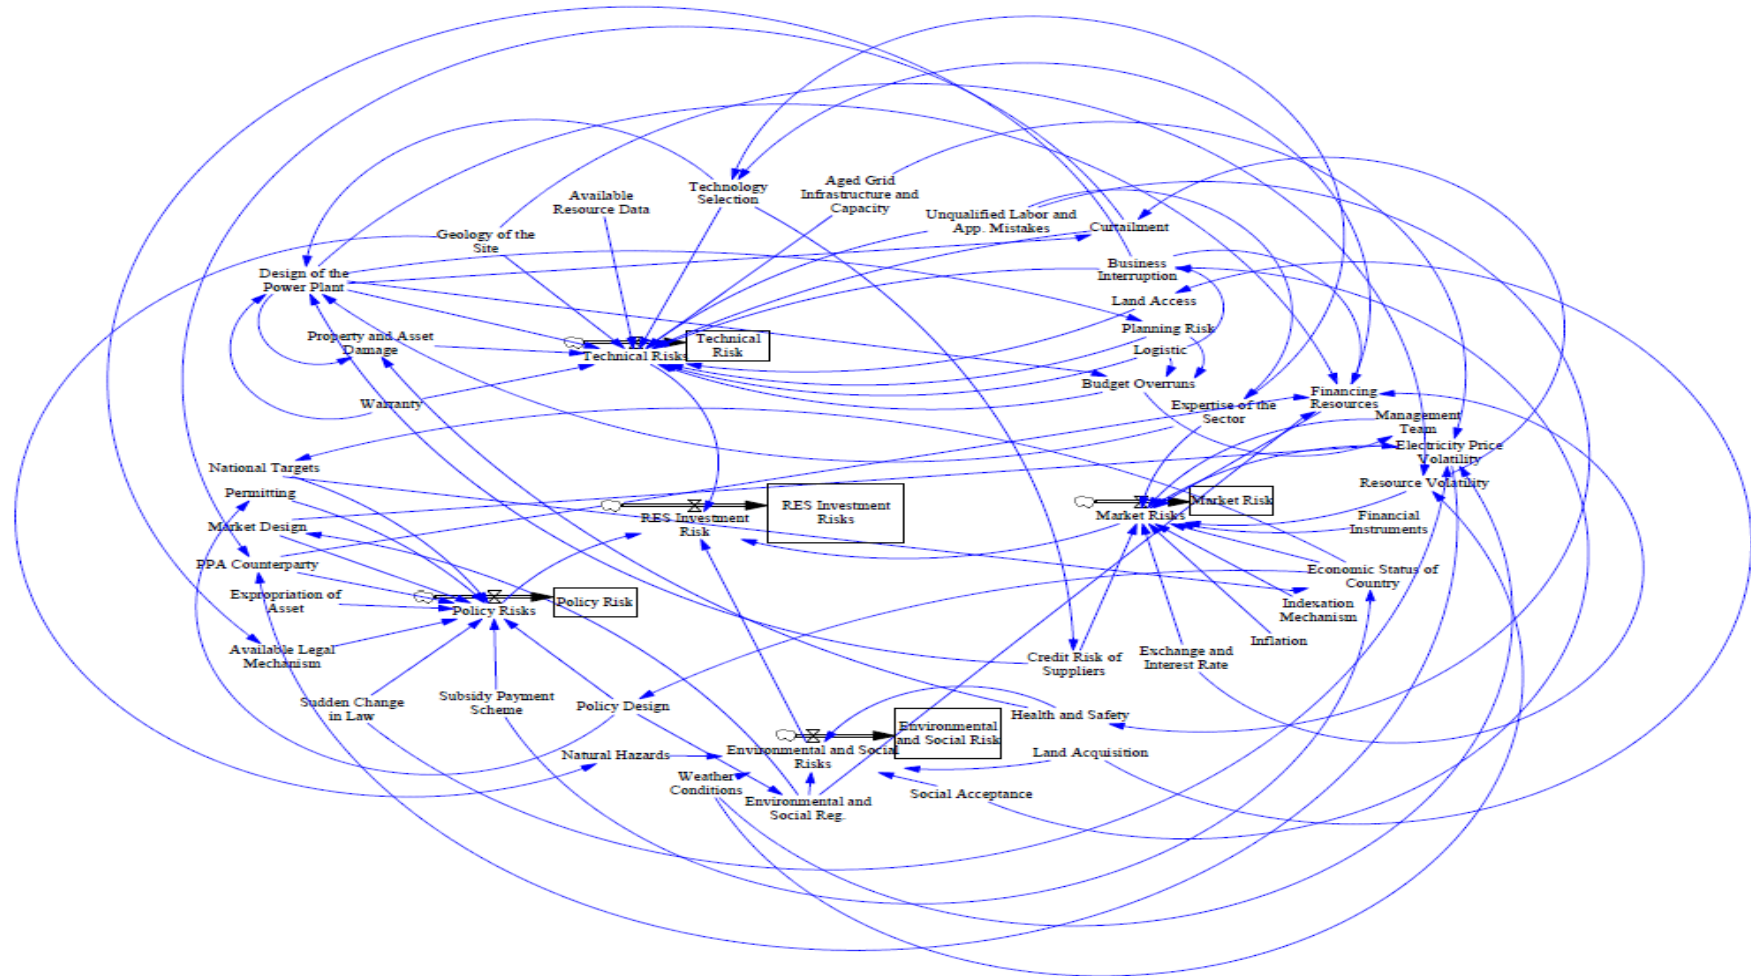 Technology
Selection
Aged Grid
Infrastructure and
Capacity
Available
Resource Data
Unqualified Labor and
App. Mistakes
Curtailment
Geology of the
Site
Design of the
Power Plant
Business
Interruption
Land Access
Planning Risk
Logistic
Budget Overruns
Property and Asset
Damage
Technical Risks
Technical
Risk
Warranty
Expertise of the
Sector
Financing
Resources
Management
Team
Electricity Price
Volatility
Resource Volatility
National Targets
Permitting
Market Design
PPA Counterparty
Expropriation of
Asset
Available Legal
Mechanism
Sudden Change
in Law
RES Investment
Risk
RES Investment
Risks
Market Risks
Market Risk
Financial
Instruments
Economic Status of
Country
Indexation
Mechanism
Inflation
Exchange and
Interest Rate
Credit Risk of
Suppliers
Policy Risks
Policy Risk
Subsidy Payment
Scheme
Policy Design
Health and Safety
Environmental
and Social Risk
Environmental and Social
Risks
Natural Hazards
Weather
Conditions
Environmental and
Social Reg.
Land Acquisition
Social Acceptance